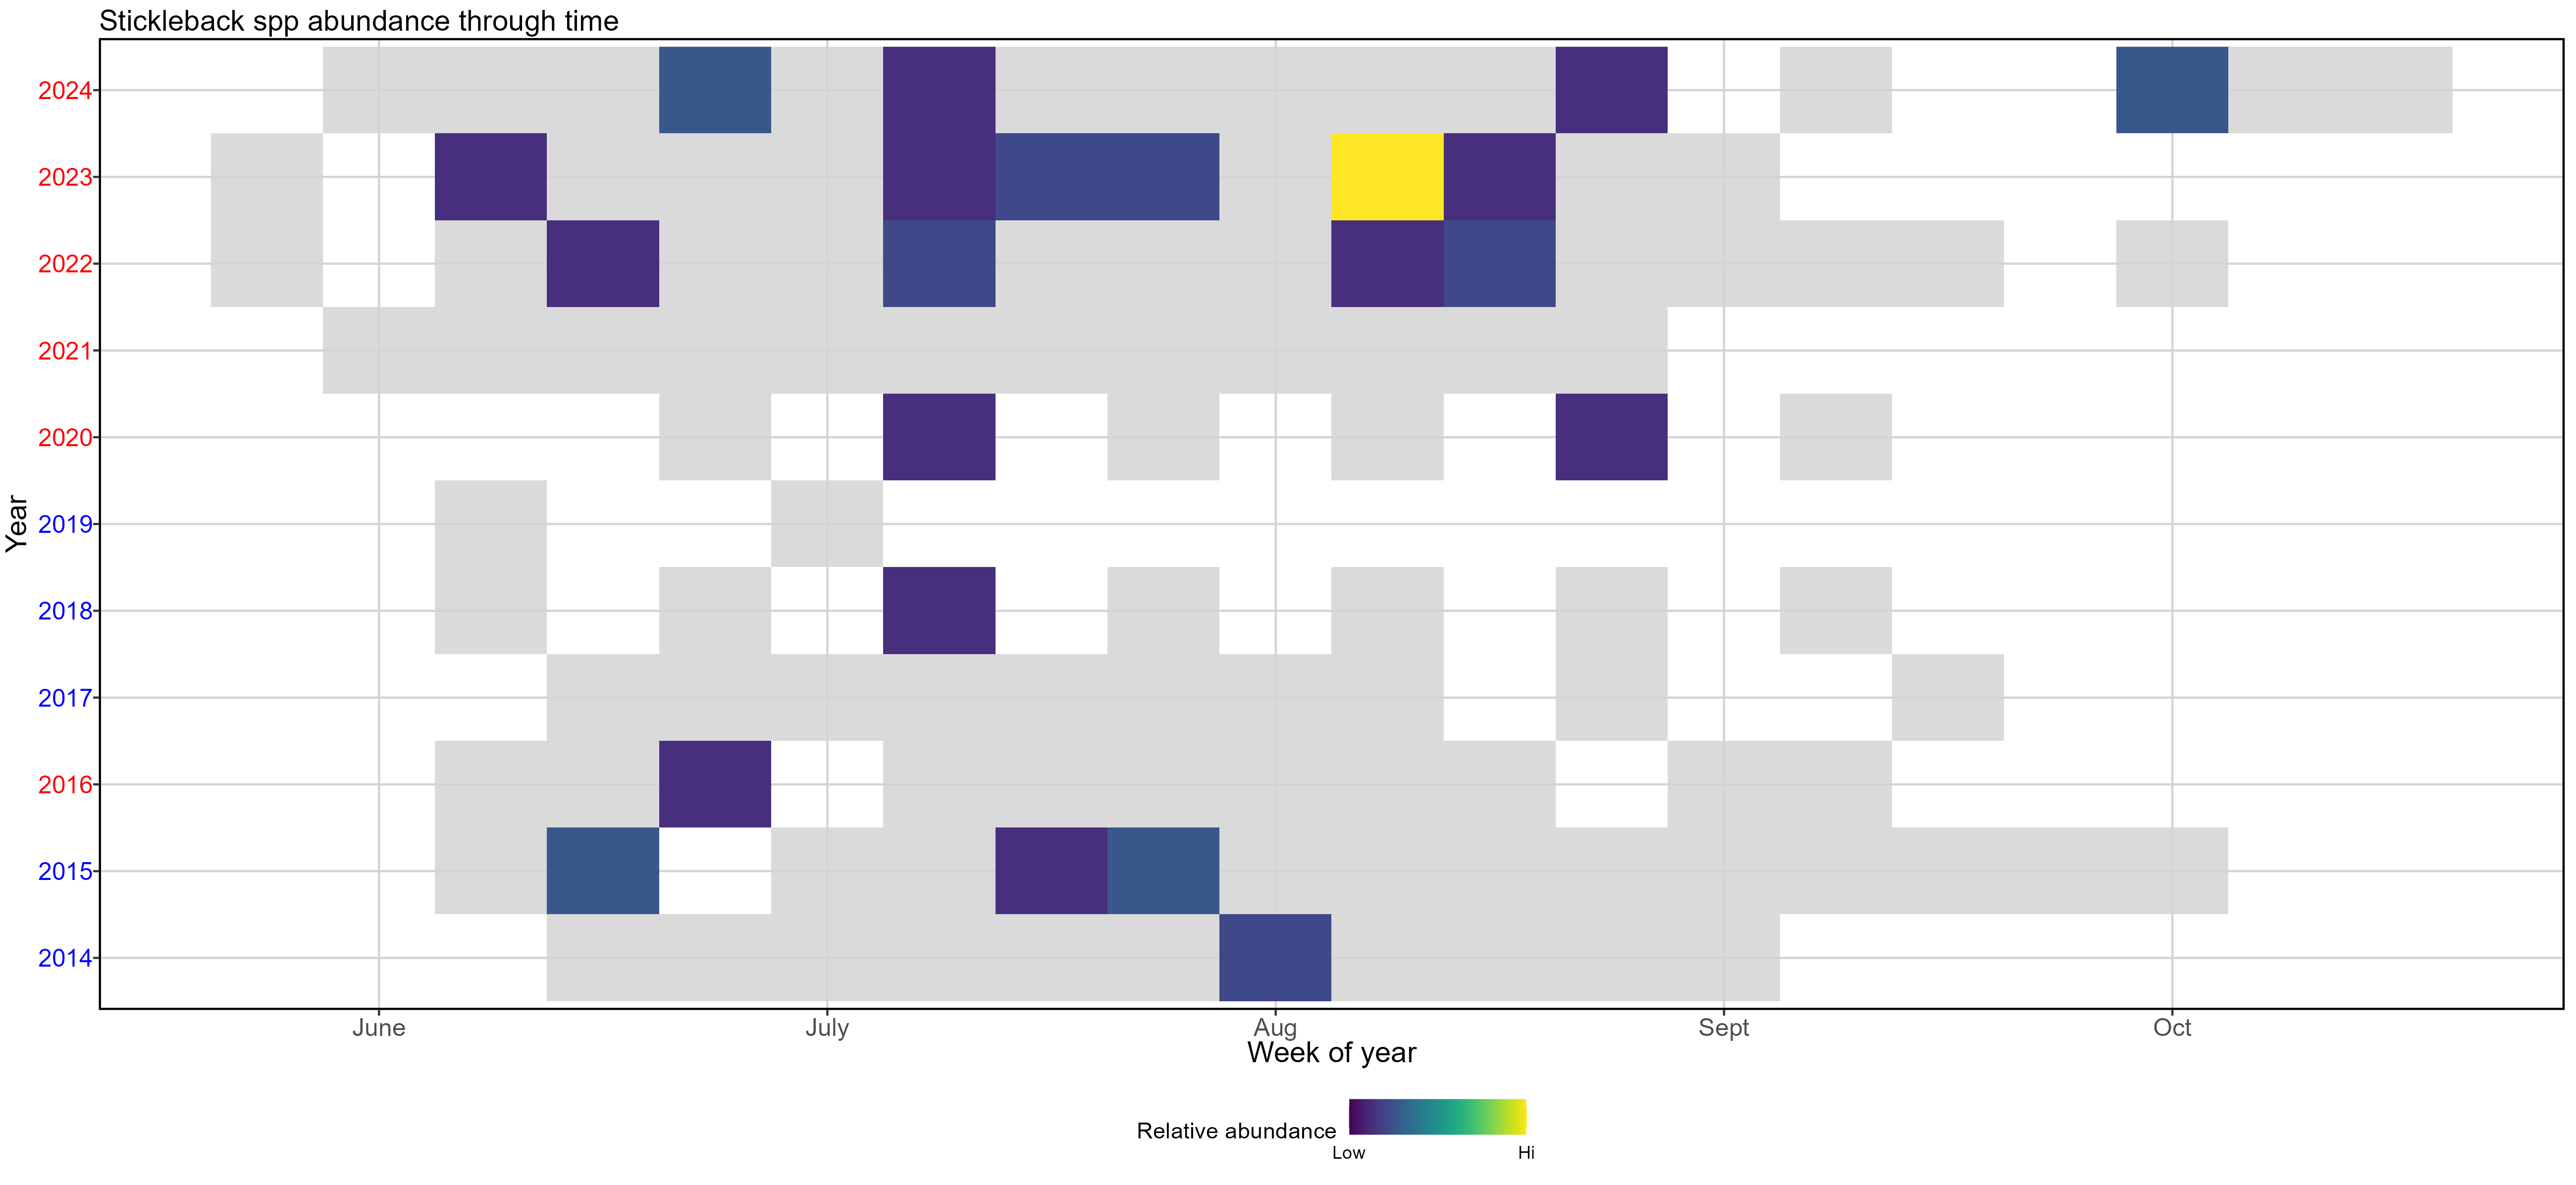 Stickleback spp abundance through time
2024
2023
2022
2021
2020
2019
2018
2017
2016
2015
2014
Year
June July Aug Sept Oct
Week of year
Relative abundance
Low Hi